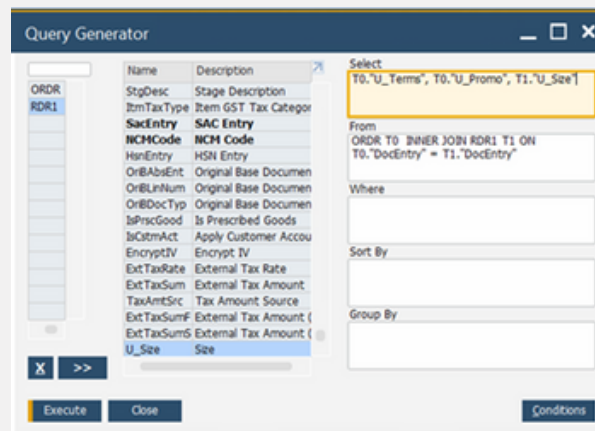 Query Generator
ORDR
RDR1
Name Description
StgDesc Stage Description
ItmTaxType Item GST Tax Categor
SacEntry SAC Entry
NCMCode NCM Code
HsnEntry HSN Entry
OriBAbsEnt Original Base Documen
OriBLinNum Original Base Documen
OriBDocTyp Original Base Documen
IsPrscGood Is Prescribed Goods
IsCstmAct Apply Customer Accou
EncryptIV Encrypt IV
ExtTaxRate External Tax Rate
ExtTaxSum External Tax Amount
TaxAmtSrc Tax Amount Source
ExtTaxSumF External Tax Amount (
ExtTaxSumS External Tax Amount (
U_Size Size
Select
T0."U_Terms", T0."U_Promo", T1."U_Size"
From
ORDR T0 INNER JOIN RDR1 T1 ON
T0."DocEntry" = T1."DocEntry"
Where
Sort By
Group By
X >>
Execute Close Conditions